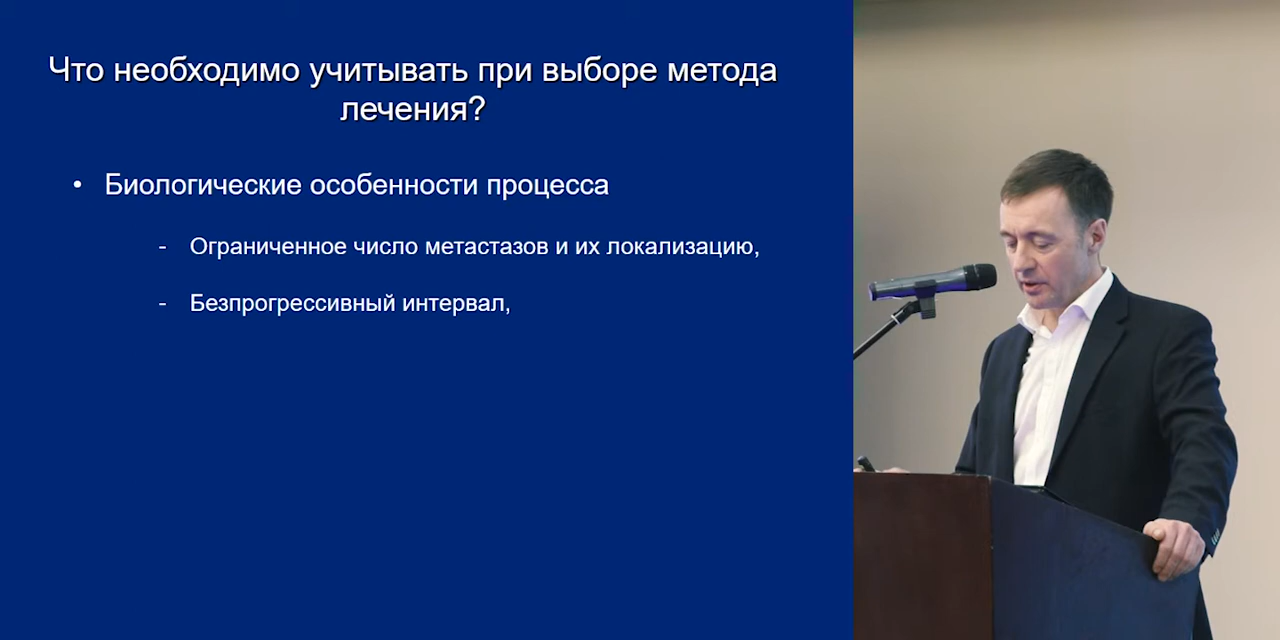 Что необходимо учитывать при выборе метода
лечения?
• Биологические особенности процесса
- Ограниченное число метастазов и их локализацию,
- Безпрогрессивный интервал,